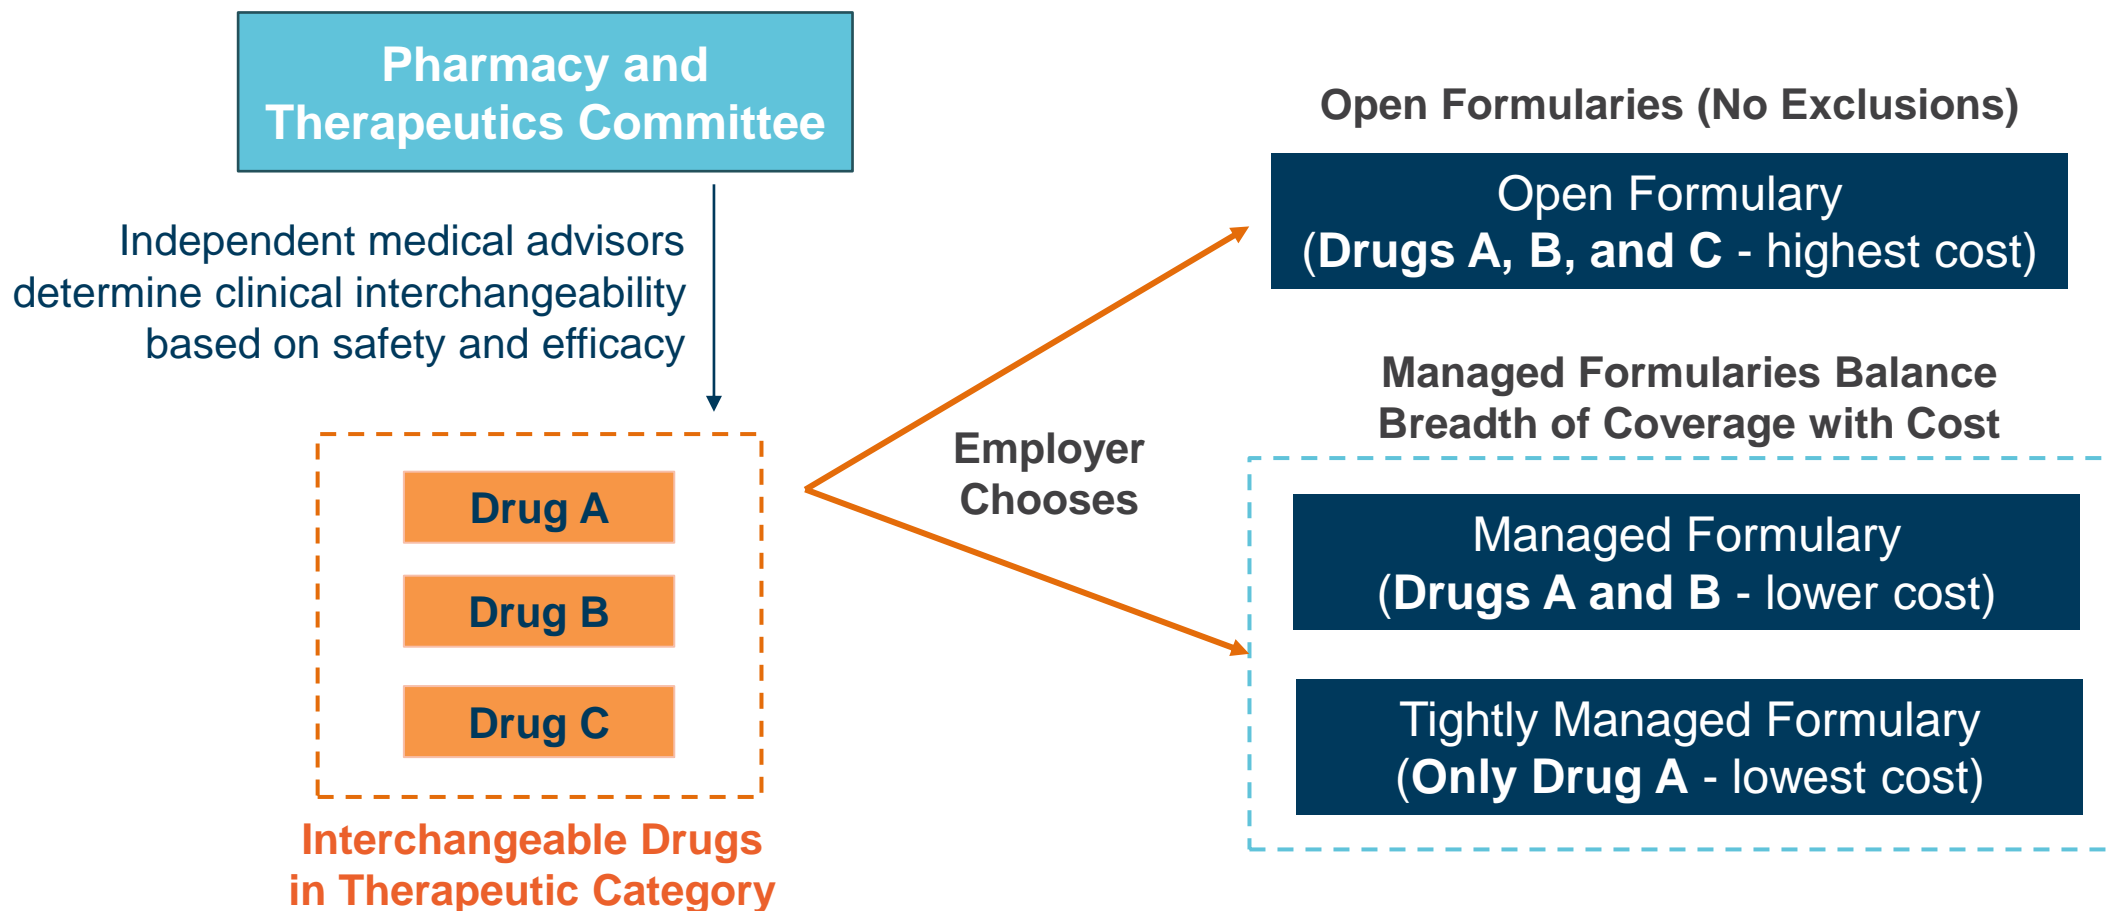 Pharmacy and
Therapeutics Committee
Independent medical advisors
determine clinical interchangeability
based on safety and efficacy
Drug A
Drug B
Drug C
Interchangeable Drugs
in Therapeutic Category
Employer
Chooses
Open Formularies (No Exclusions)
Open Formulary
(Drugs A, B, and C - highest cost)
Managed Formularies Balance
Breadth of Coverage with Cost
Managed Formulary
(Drugs A and B - lower cost)
Tightly Managed Formulary
(Only Drug A - lowest cost)